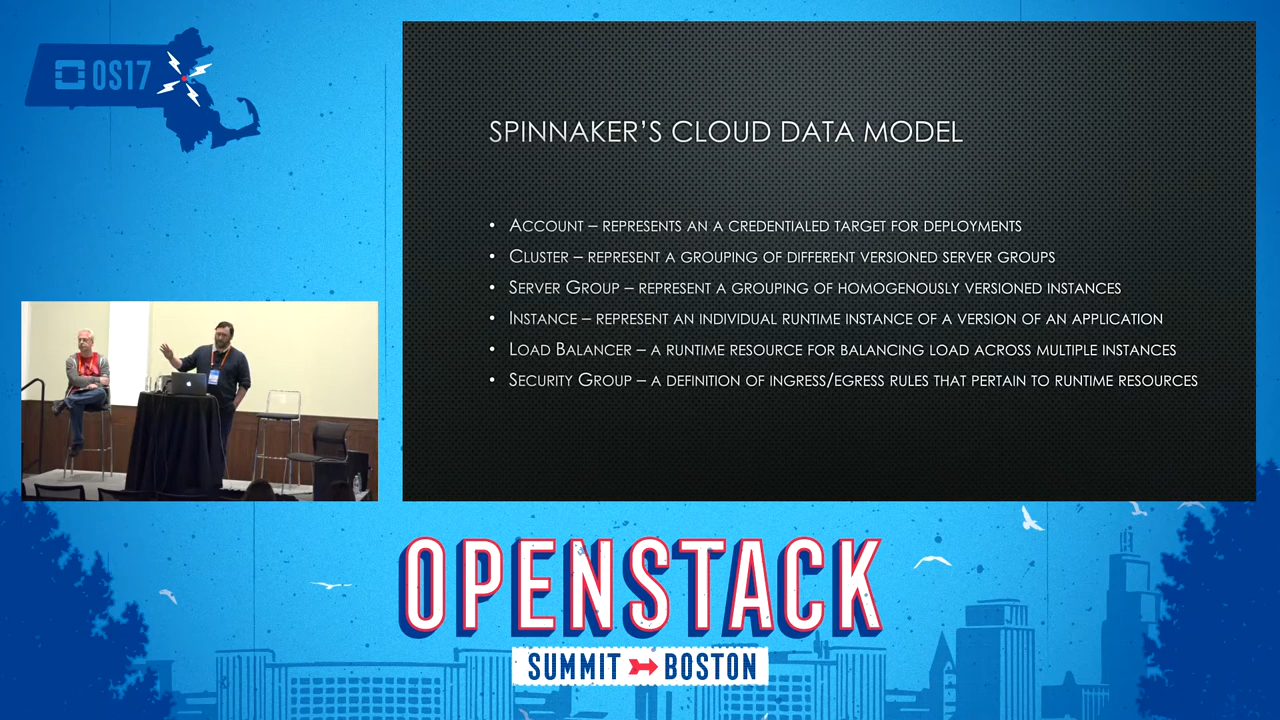 OS17
SPINNAKER'S CLOUD DATA MODEL
• ACCOUNT – REPRESENTS AN A CREDENTIALED TARGET FOR DEPLOYMENTS
• CLUSTER – REPRESENT A GROUPING OF DIFFERENT VERSIONED SERVER GROUPS
• SERVER GROUP – REPRESENT A GROUPING OF HOMOGENOUSLY VERSIONED INSTANCES
• INSTANCE – REPRESENT AN INDIVIDUAL RUNTIME INSTANCE OF A VERSION OF AN APPLICATION
• LOAD BALANCER – A RUNTIME RESOURCE FOR BALANCING LOAD ACROSS MULTIPLE INSTANCES
• SECURITY GROUP – A DEFINITION OF INGRESS/EGRESS RULES THAT PERTAIN TO RUNTIME RESOURCES
OPENSTACK
SUMMIT BOSTON